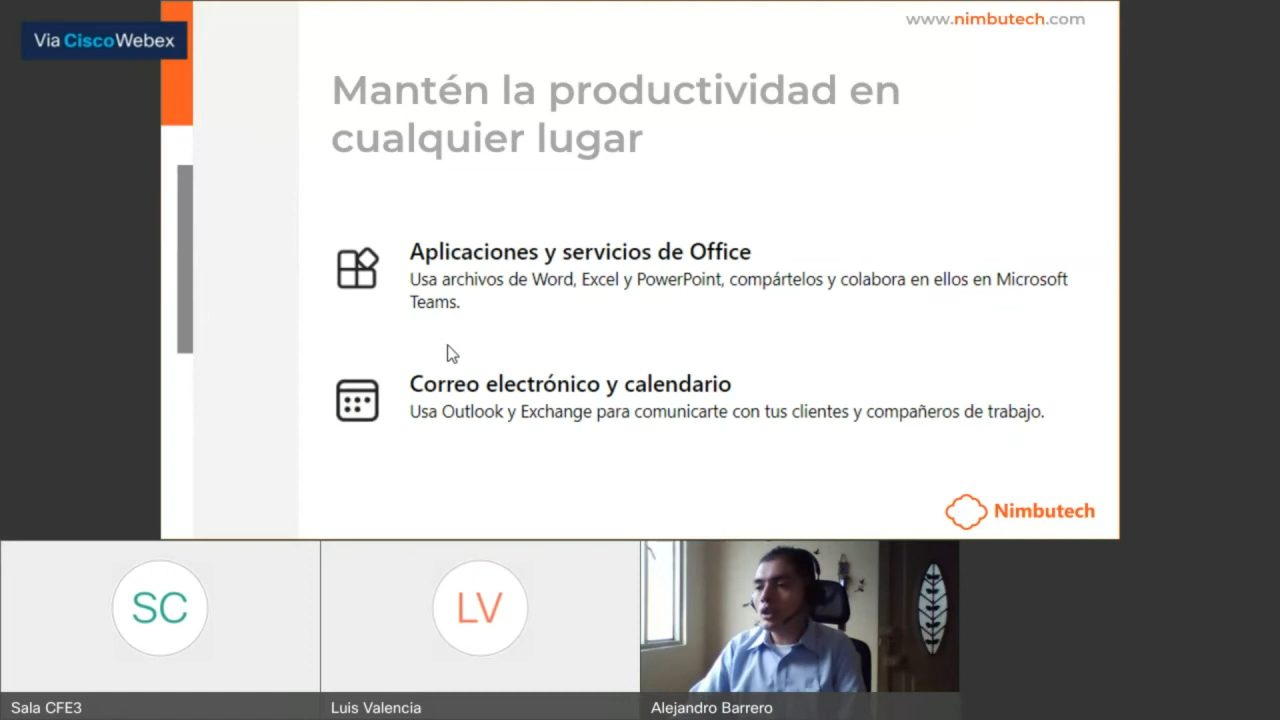 www.nimbutech.com
Via CiscoWebex
Mantén la productividad en
cualquier lugar
Aplicaciones y servicios de Office
Usa archivos de Word, Excel y PowerPoint, compártelos y colabora en ellos en Microsoft
Teams.
Correo electrónico y calendario
Usa Outlook y Exchange para comunicarte con tus clientes y compañeros de trabajo.
Nimbutech
SC
LV
Sala CFE3
Luis Valencia
Alejandro Barrero